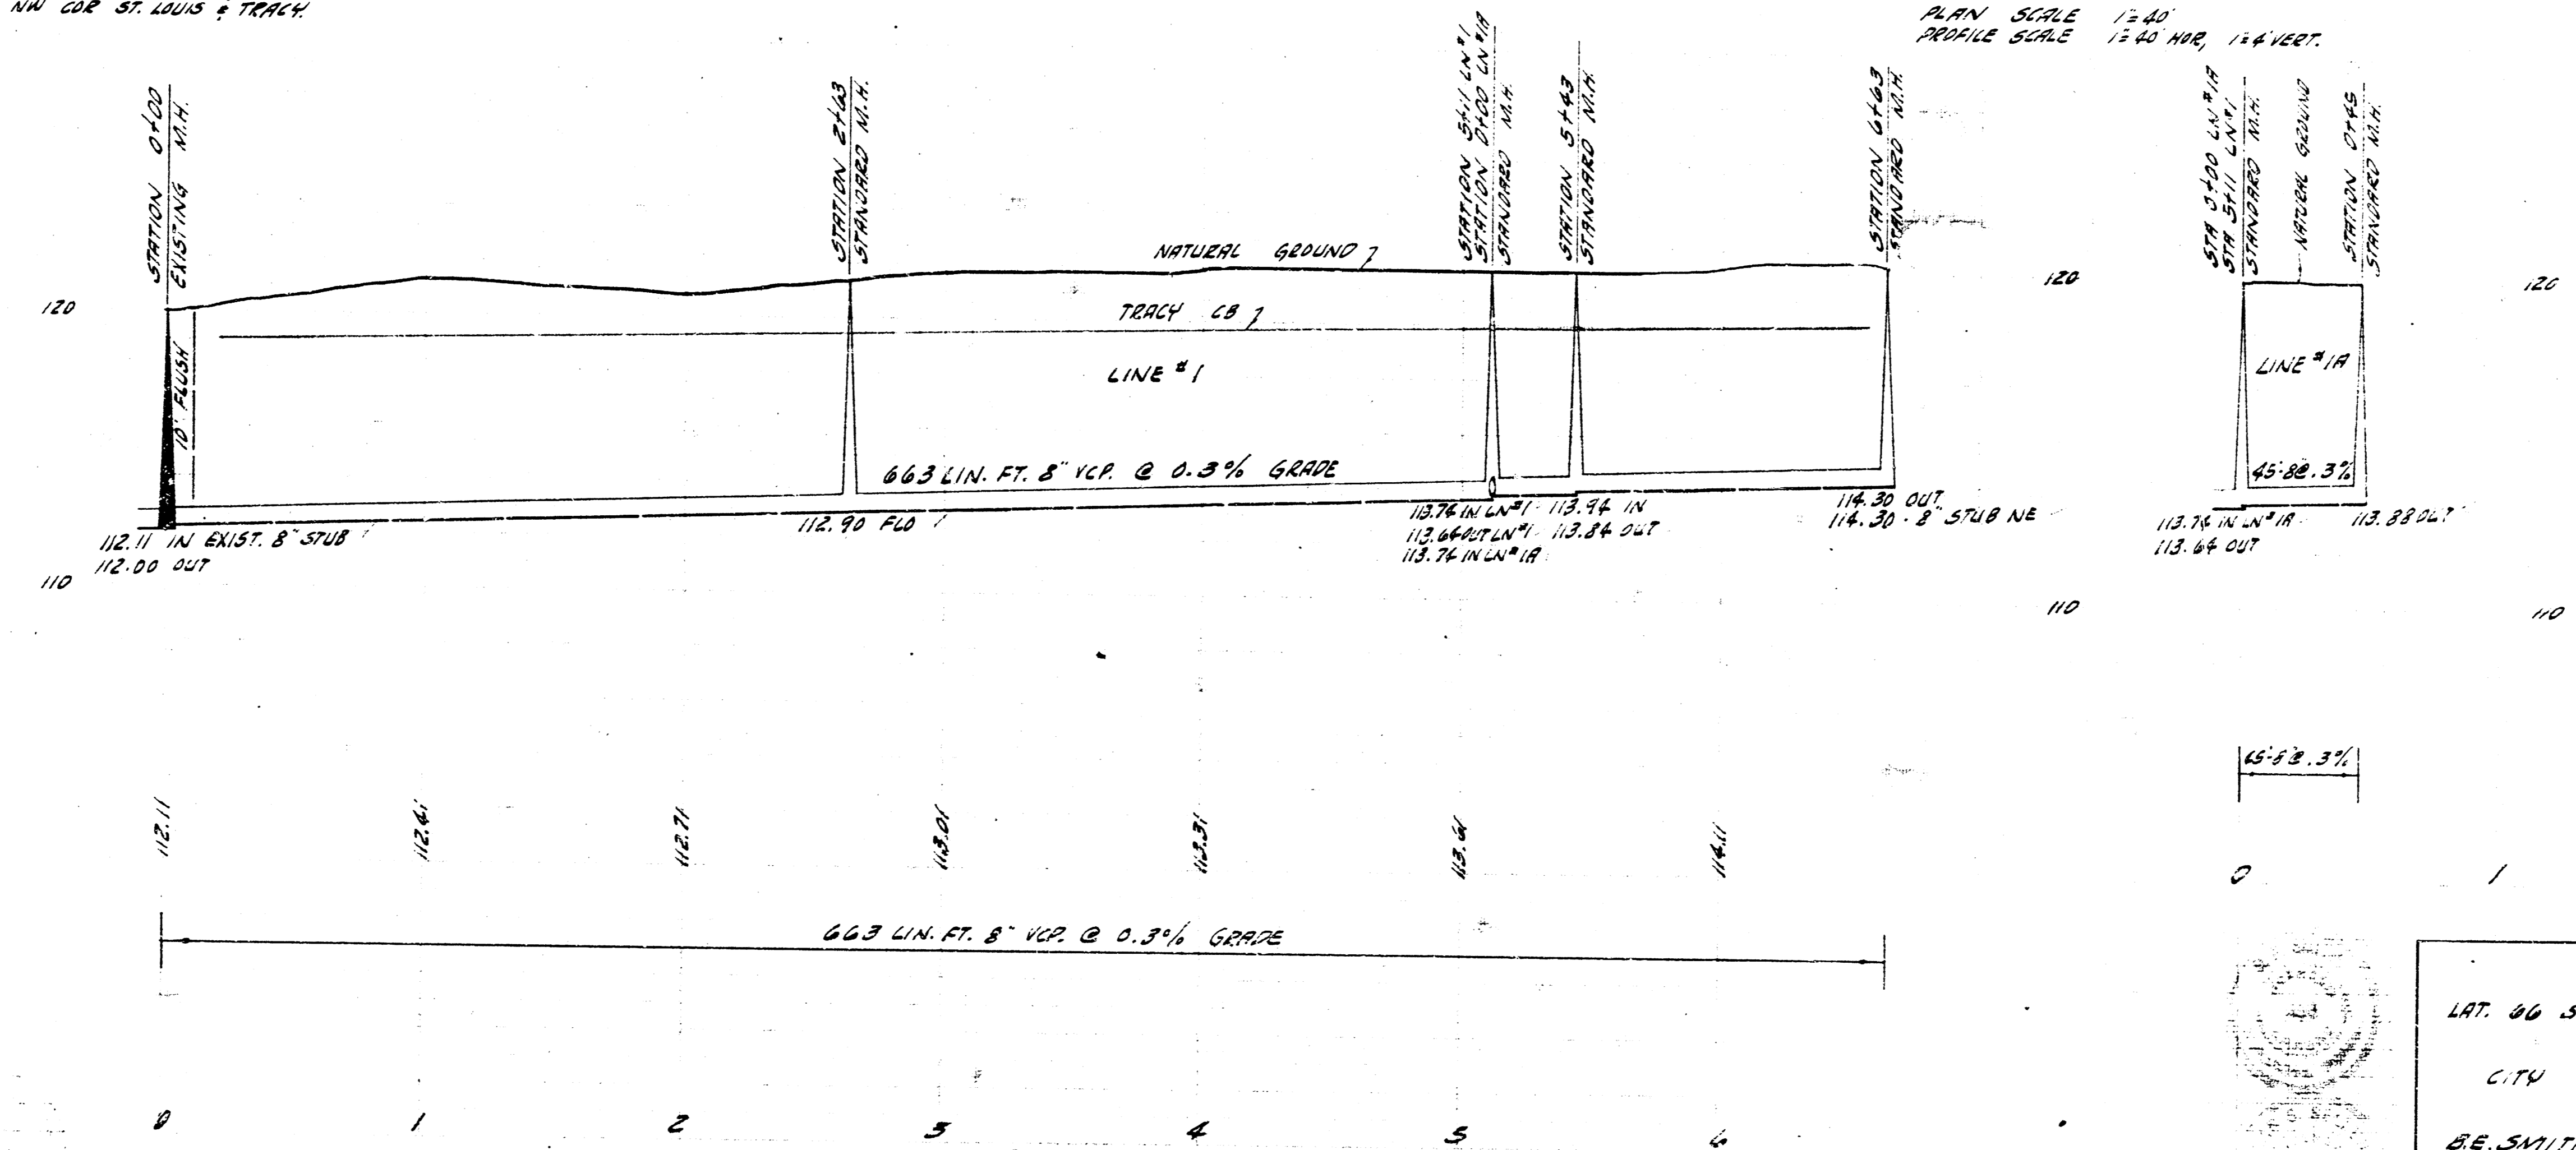 NW COR ST. LOUIS & TRACY.
PLAN SCALE 1"=40'
PROFILE SCALE 1"=40' HOR, 1"=4' VERT.
STATION 0+00
EXISTING M.H.
STATION 2+63
STANDARD M.H.
STATION 5+11 LN#1
STATION 0+00 LN#1A
STANDARD M.H.
STATION 5+43
STANDARD M.H.
STATION 6+63
STANDARD M.H.
STA 0+00 LN#1A
STA 5+11 LN#1
STANDARD M.H.
NATURAL GROUND
STATION 0+45
STANDARD M.H.
NATURAL GROUND
120
120
120
TRACY CB
10' FLUSH
LINE #1
LINE #1A
663 LIN. FT. 8" VCP. @ 0.3% GRADE
45'-8@.3%
112.11 IN EXIST. 8" STUB
112.00 OUT
112.90 FLO
113.74 IN LN#1
113.64 OUT LN#1
113.74 IN LN#1A
113.94 IN
113.84 OUT
114.30 OUT
114.30 - 8" STUB NE
113.74 IN LN#1A
113.64 OUT
113.88 OUT
110
110
110
45'-8@.3%
112.11
112.41
112.71
113.01
113.31
113.61
114.11
0
1
663 LIN. FT. 8" VCP. @ 0.3% GRADE
0
1
2
3
4
5
6
LAT. 66 S
CITY
B.E. SMIT